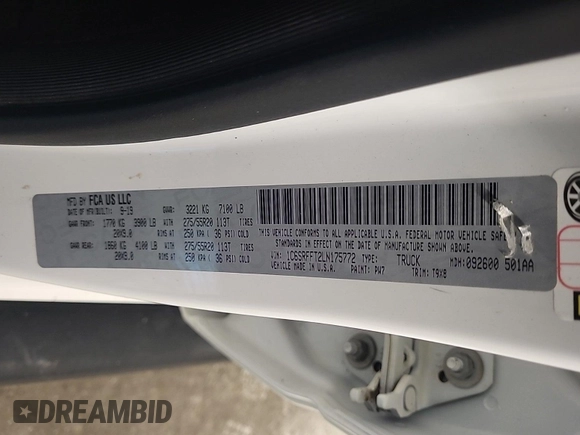 MFD BY FCA US LLC
DATE OF MFR/BUILT: 9-19 GVWR: 3221 KG 7100 LB
GAWR FRONT: 1770 KG 3900 LB WITH 275/55R20 113T TIRES
20X9.0 RIMS AT 250 KPA ( 36 PSI) COLD
GAWR REAR: 1860 KG 4100 LB WITH 275/55R20 113T TIRES
20X9.0 RIMS AT 250 KPA ( 36 PSI) COLD
THIS VEHICLE CONFORMS TO ALL APPLICABLE U.S.A. FEDERAL MOTOR VEHICLE
STANDARDS IN EFFECT ON THE DATE OF MANUFACTURE SHOWN ABOVE.
VIN: 1C6SRFFT2LN175772 TYPE: TRUCK MDH: 092600 501AA
VEHICLE MADE IN U.S.A. PAINT: PW7 TRIM: T9X8
DREAMBID